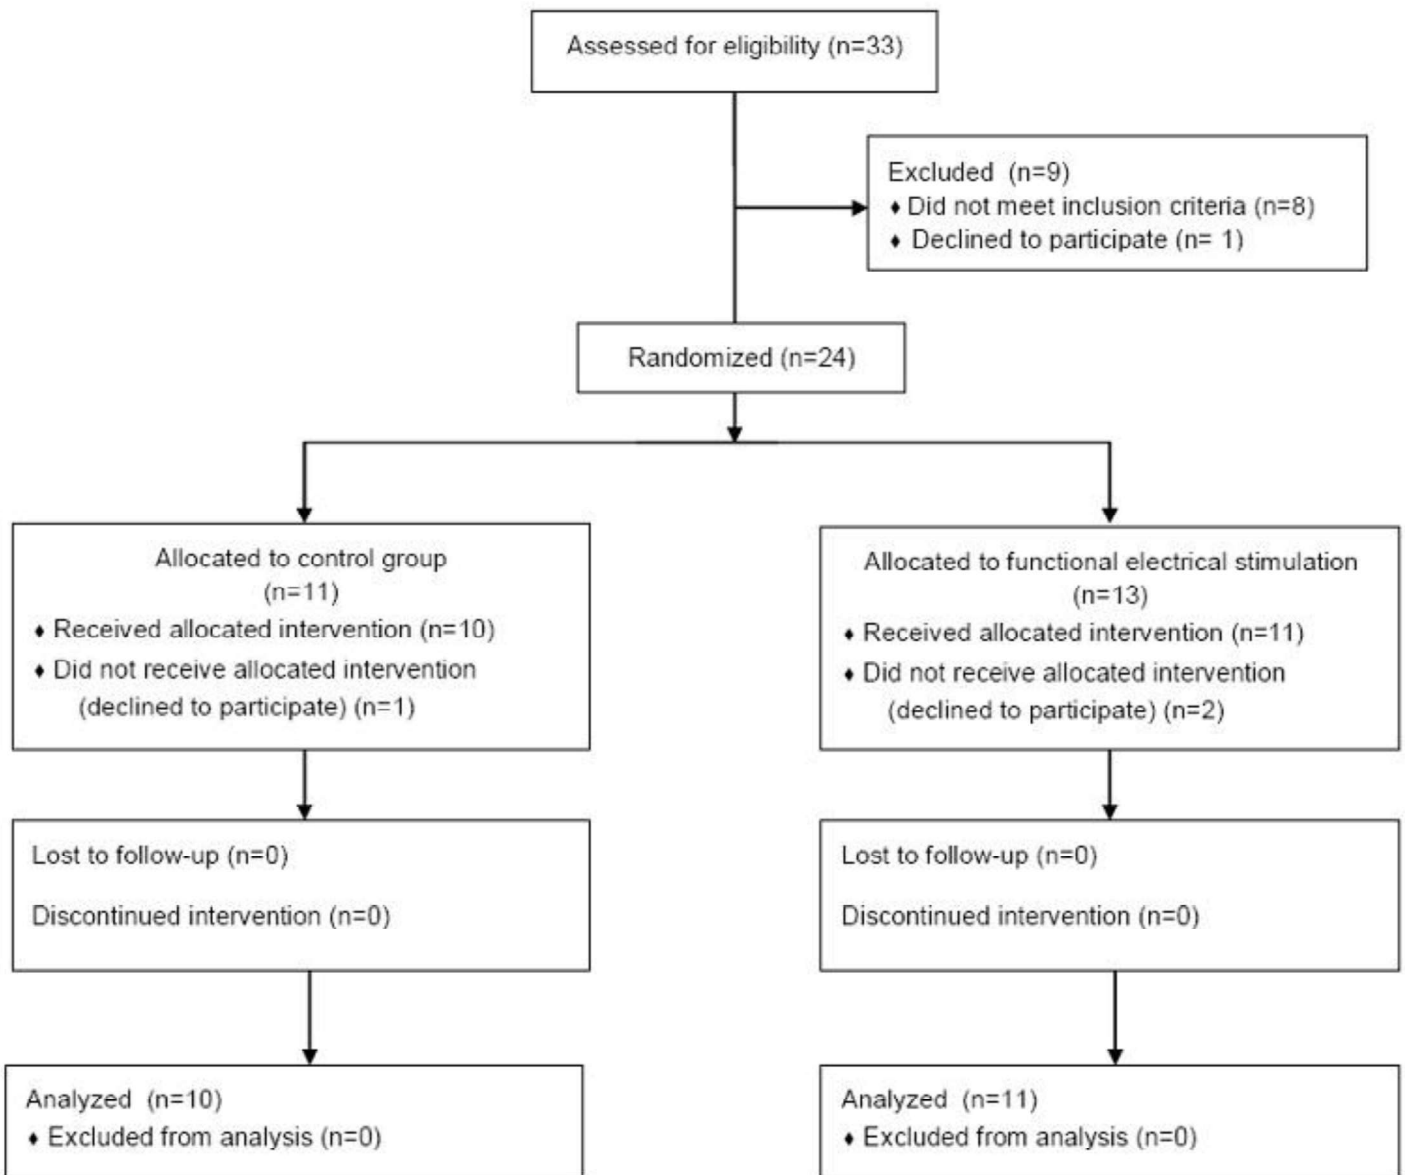 Assessed for eligibility (n=33)
Excluded  (n=9)
♦ Did not meet inclusion criteria (n=8)
♦ Declined to participate (n= 1)
Randomized (n=24)
Allocated to control group
(n=11)
♦ Received allocated intervention (n=10)
♦ Did not receive allocated intervention
(declined to participate) (n=1)
Allocated to functional electrical stimulation
(n=13)
♦ Received allocated intervention (n=11)
♦ Did not receive allocated intervention
(declined to participate) (n=2)
Lost to follow-up (n=0)
Discontinued intervention (n=0)
Lost to follow-up (n=0)
Discontinued intervention (n=0)
Analyzed  (n=10)
♦ Excluded from analysis (n=0)
Analyzed  (n=11)
♦ Excluded from analysis (n=0)